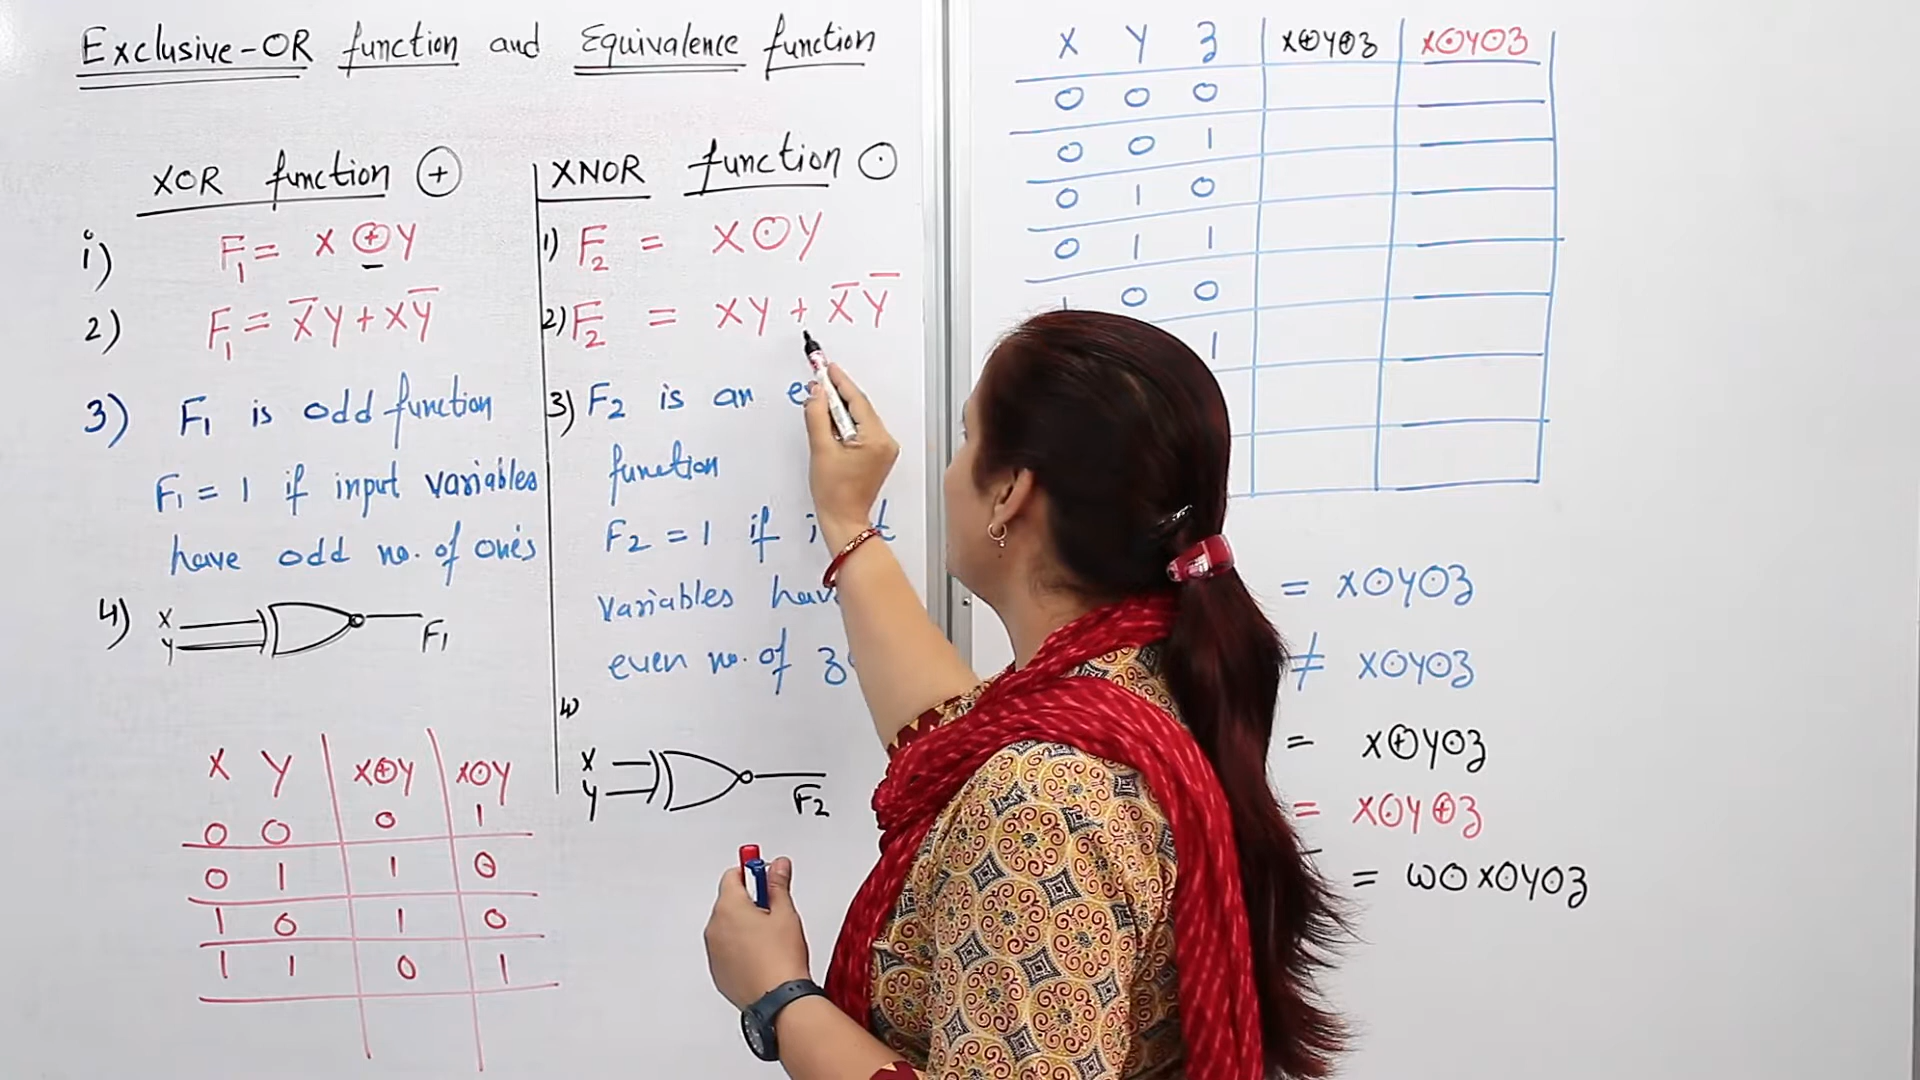 Exclusive-OR function and Equivalence function
XOR function ⊕
i) F₁ = X ⊕ Y
2) F₁ = X̅Y + XY̅
3) F₁ is odd function
F₁ = 1 if input variables
have odd no. of one's
4) X
Y
F₁
X Y X⊕Y X⊙Y
0 0 0 1
0 1 1 0
1 0 1 0
1 1 0 1
XNOR function ⊙
1) F₂ = X⊙Y
2) F₂ = XY + X̅Y̅
3) F₂ is an
function
F₂ = 1 if
variables
even no. of
4)
X
Y
F₂
X Y Z X⊕Y⊕Z X⊙Y⊙Z
0 0 0
0 0 1
0 1 0
0 1 1
1 0 0
1
= X⊙Y⊙Z
≠ X⊙Y⊙Z
= X⊕Y⊙Z
= X⊙Y⊕Z
= W⊙X⊙Y⊙Z